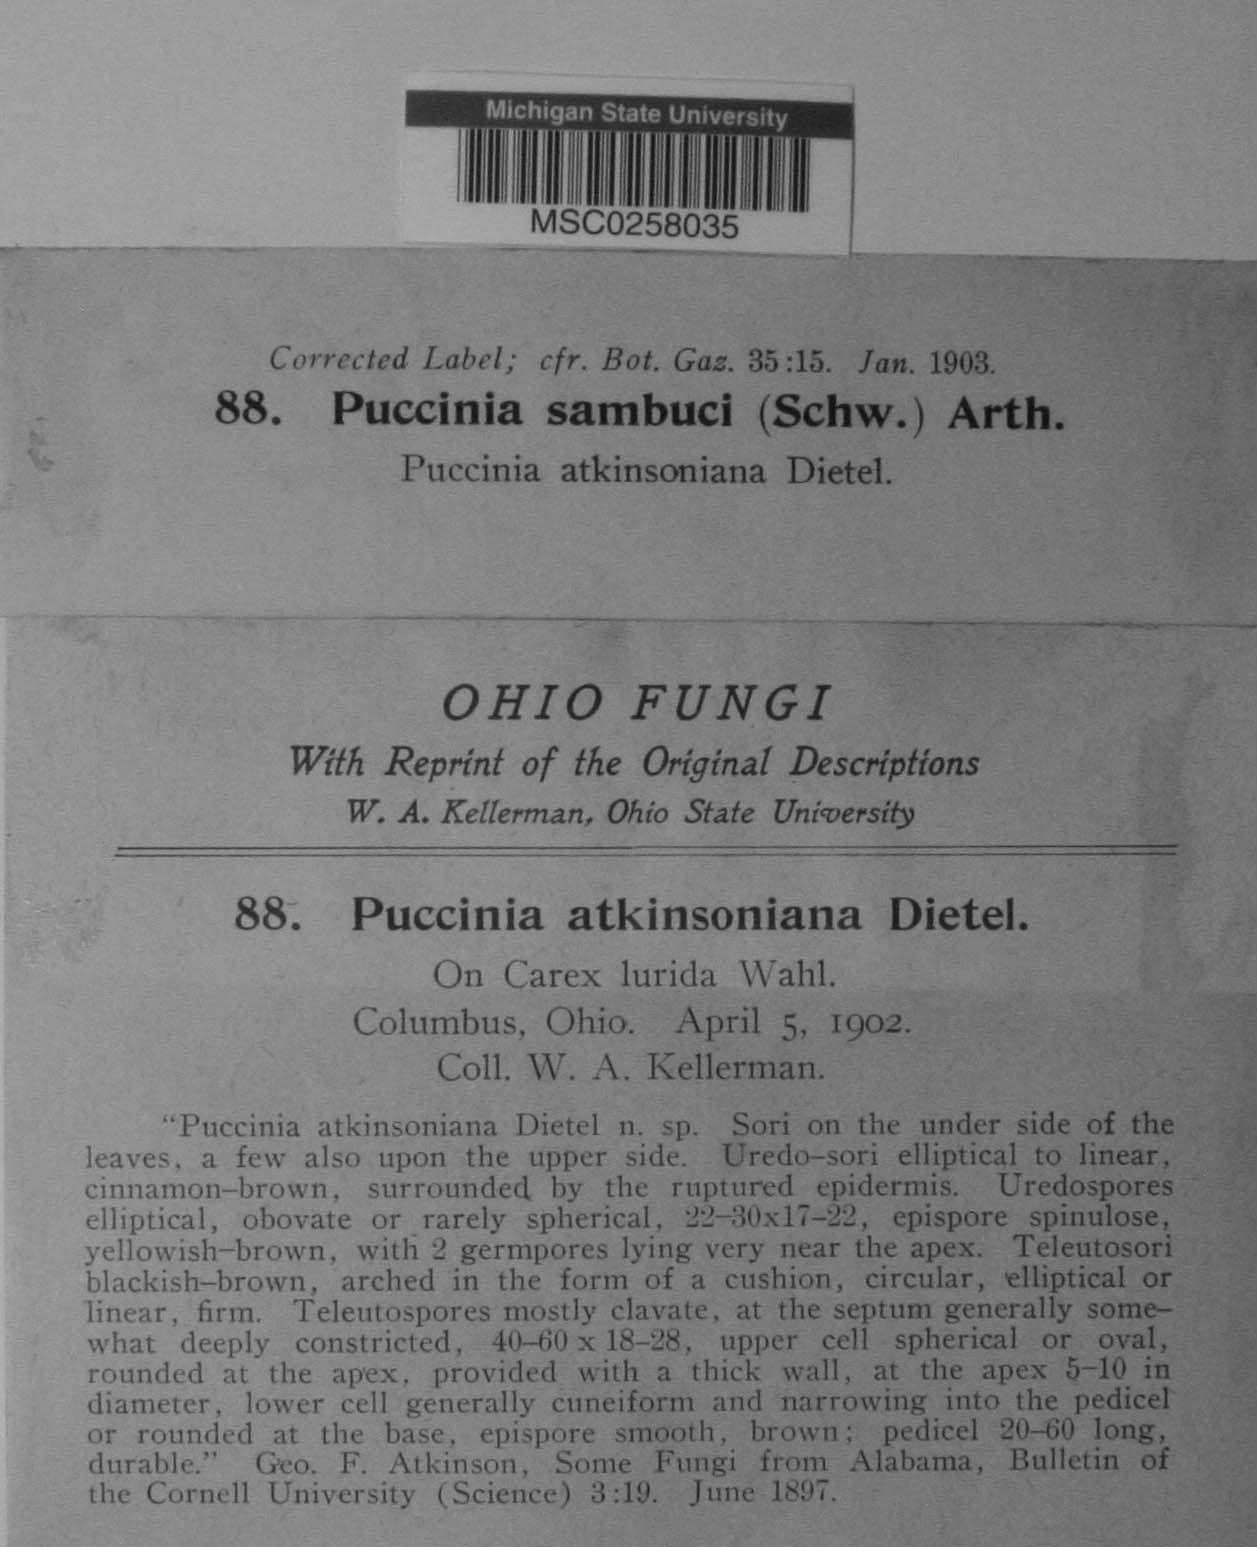 Michigan State University
MSC0258035
Corrected Label; cfr. Bot. Gaz. 35:15. Jan. 1903.
88. Puccinia sambuci (Schw.) Arth.
Puccinia atkinsoniana Dietel.
OHIO FUNGI
With Reprint of the Original Descriptions
W. A. Kellerman, Ohio State University
88. Puccinia atkinsoniana Dietel.
On Carex lurida Wahl.
Columbus, Ohio. April 5, 1902.
Coll. W. A. Kellerman.
“Puccinia atkinsoniana Dietel n. sp. Sori on the under side of the
leaves, a few also upon the upper side. Uredo-sori elliptical to linear,
cinnamon-brown, surrounded by the ruptured epidermis. Uredospores
elliptical, obovate or rarely spherical, 22-30x17-22, epispore spinulose,
yellowish-brown, with 2 germpores lying very near the apex. Teleutosori
blackish-brown, arched in the form of a cushion, circular, elliptical or
linear, firm. Teleutospores mostly clavate, at the septum generally some-
what deeply constricted, 40-60 x 18-28, upper cell spherical or oval,
rounded at the apex, provided with a thick wall, at the apex 5-10 in
diameter, lower cell generally cuneiform and narrowing into the pedicel
or rounded at the base, epispore smooth, brown; pedicel 20-60 long,
durable.” Geo. F. Atkinson, Some Fungi from Alabama, Bulletin of
the Cornell University (Science) 3:19. June 1897.